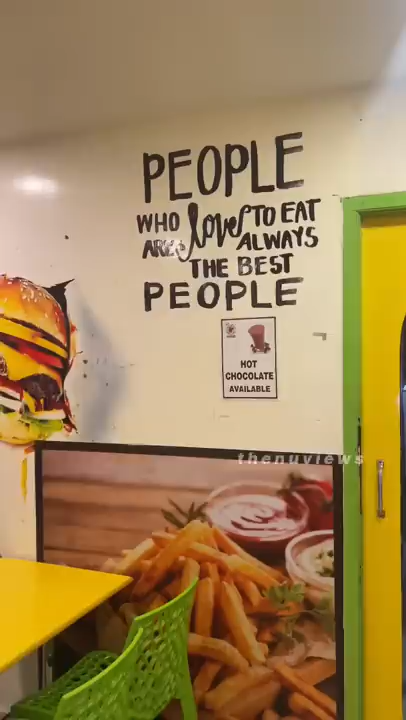 PEOPLE
WHO love TO EAT
ARE ALWAYS
THE BEST
PEOPLE
HOT
CHOCOLATE
AVAILABLE
thenuviews